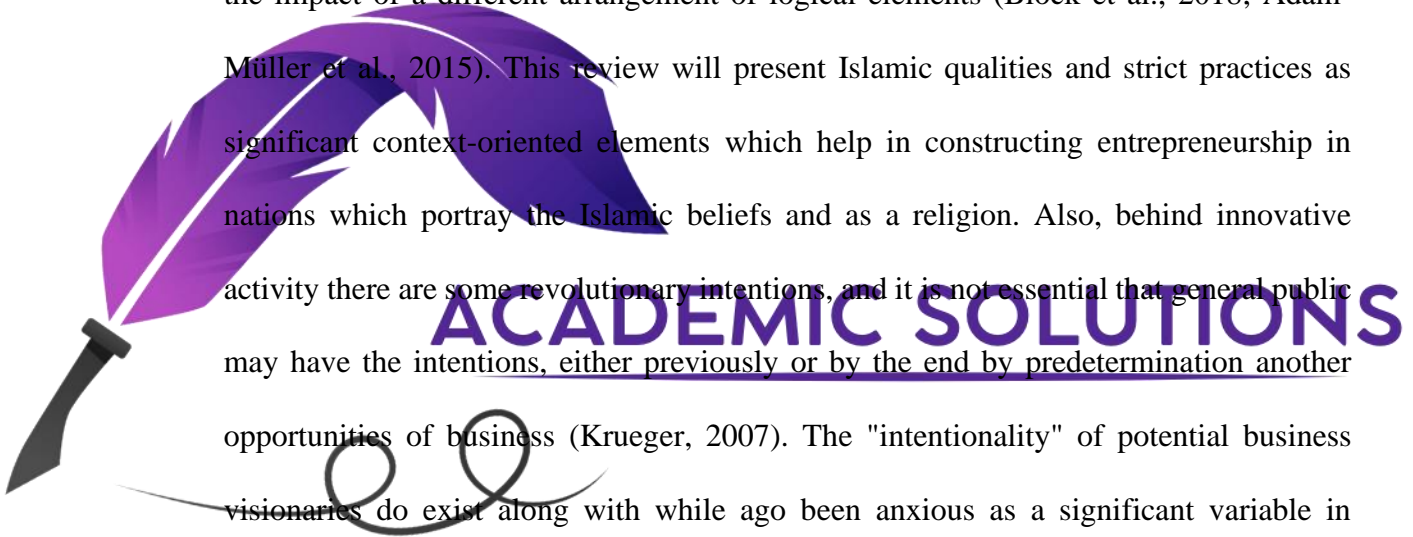 the impact of a different arrangement of logical elements (Block et al., 2018; Adam-
Müller et al., 2015). This review will present Islamic qualities and strict practices as
significant context-oriented elements which help in constructing entrepreneurship in
nations which portray the Islamic beliefs and as a religion. Also, behind innovative
activity there are some revolutionary intentions, and it is not essential that general public
ACADEMIC SOLUTIONS
may have the intentions, either previously or by the end by predetermination another
opportunities of business (Krueger, 2007). The "intentionality" of potential business
visionaries do exist along with while ago been anxious as a significant variable in